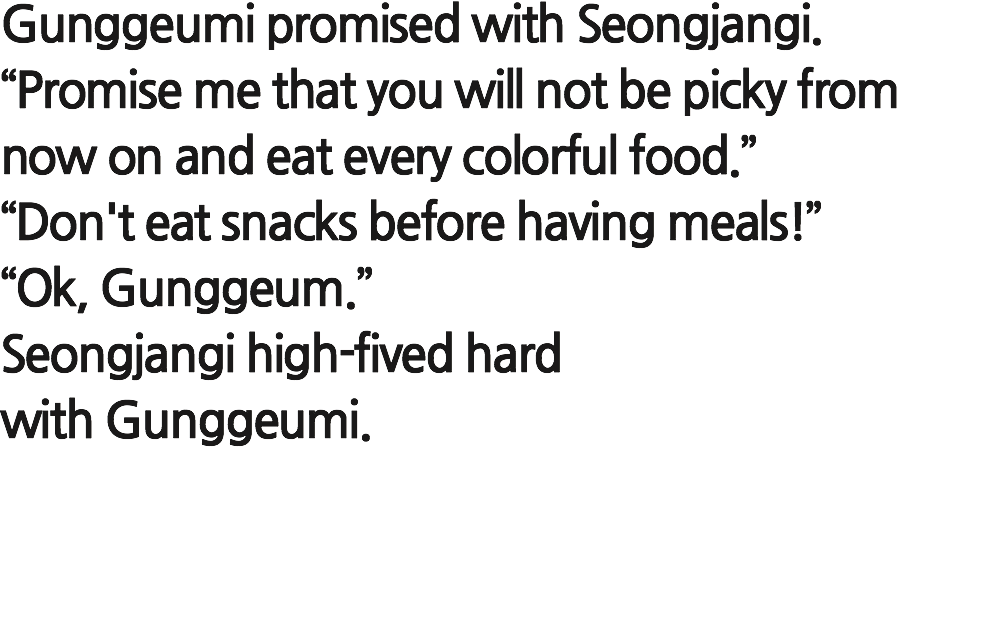 Gunggeumi promised with Seongjangi.
“Promise me that you will not be picky from
now on and eat every colorful food.”
“Don't eat snacks before having meals!”
“Ok, Gunggeum.”
Seongjangi high-fived hard
with Gunggeumi.